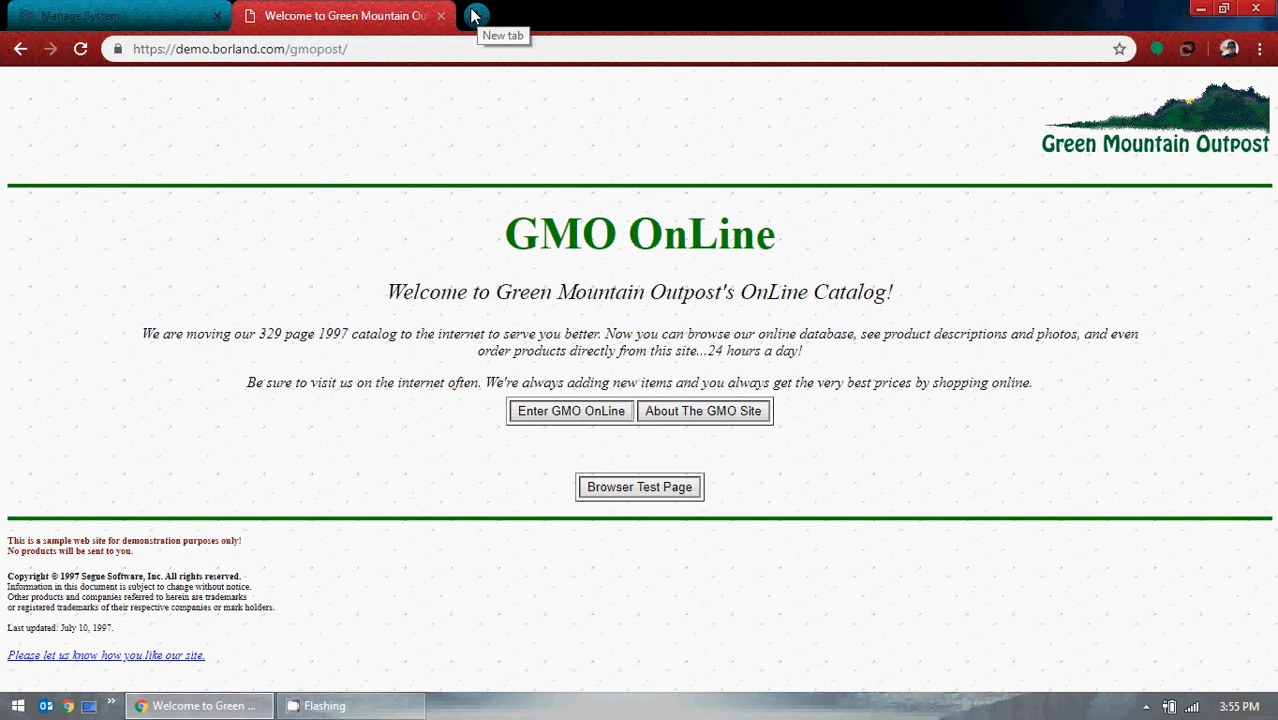 Manage System
Welcome to Green Mountain Ou
New tab
https://demo.borland.com/gmopost/
Green Mountain Outpost
GMO OnLine
Welcome to Green Mountain Outpost's OnLine Catalog!
We are moving our 329 page 1997 catalog to the internet to serve you better. Now you can browse our online database, see product descriptions and photos, and even
order products directly from this site...24 hours a day!
Be sure to visit us on the internet often. We're always adding new items and you always get the very best prices by shopping online.
Enter GMO OnLine
About The GMO Site
Browser Test Page
This is a sample web site for demonstration purposes only!
No products will be sent to you.
Copyright © 1997 Segue Software, Inc. All rights reserved.
Information in this document is subject to change without notice.
Other products and companies referred to herein are trademarks
or registered trademarks of their respective companies or mark holders.
Last updated: July 10, 1997.
Please let us know how you like our site.
Welcome to Green ...
Flashing
3:55 PM